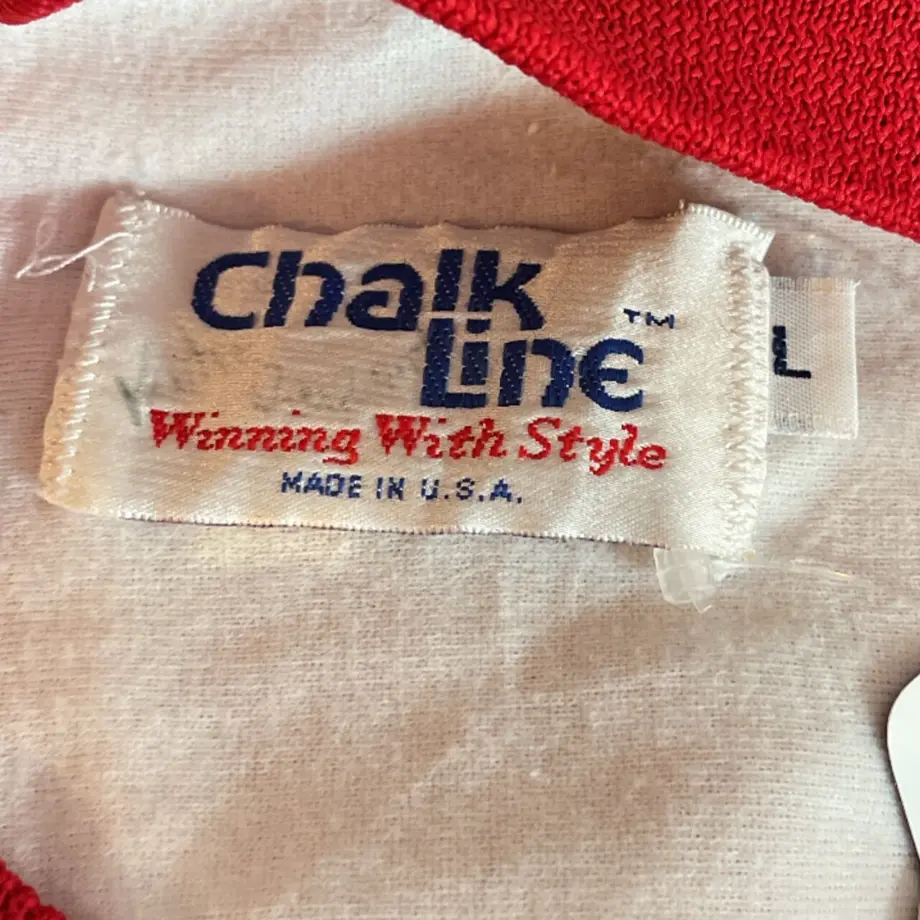 Chalk
Line™
Winning With Style
MADE IN U.S.A.
L